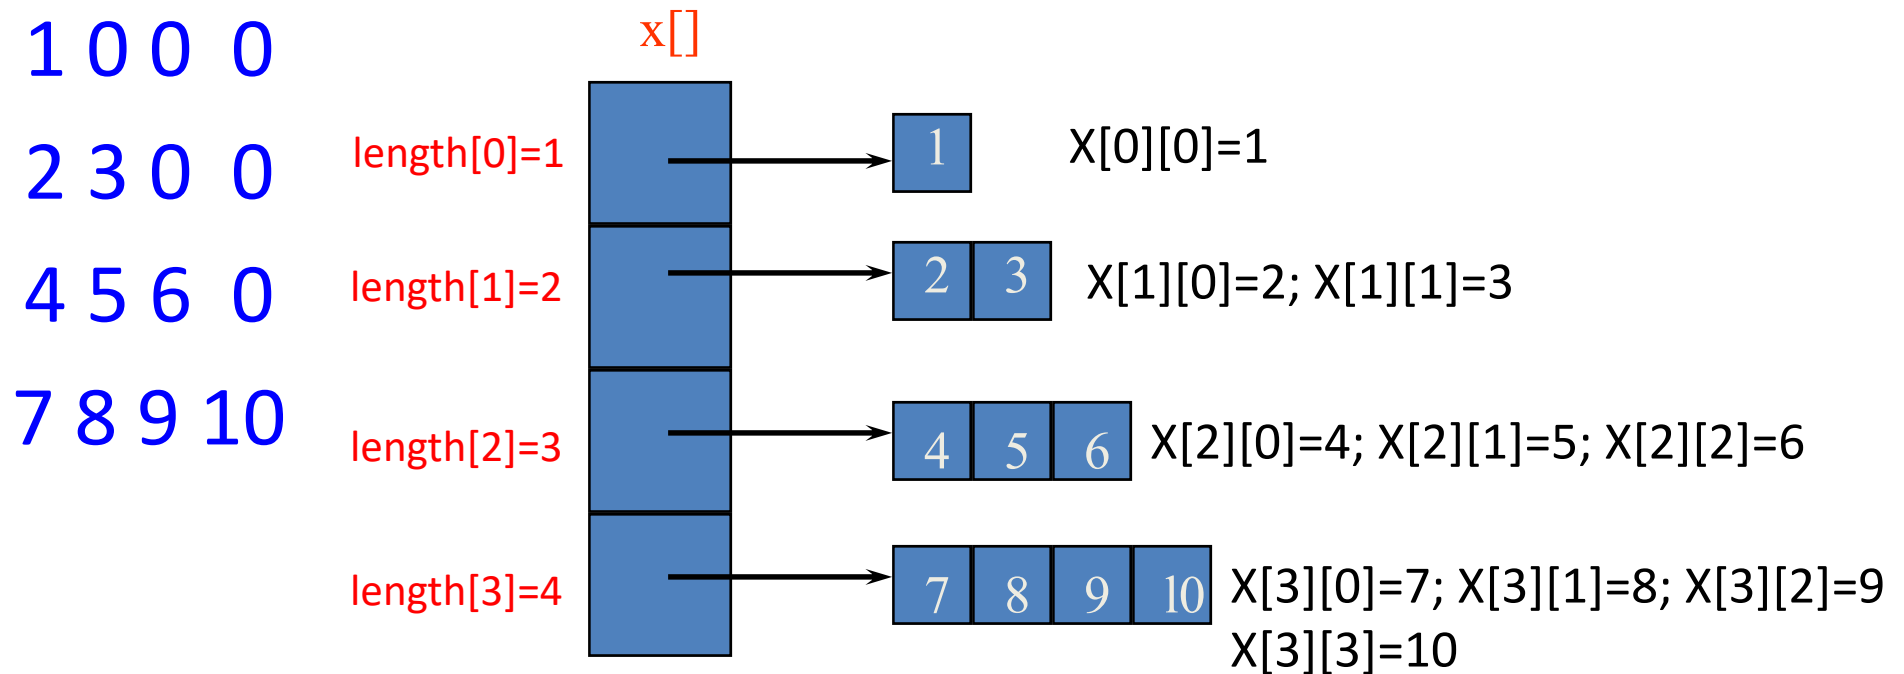 1 0 0 0
2 3 0 0
4 5 6 0
7 8 9 10
x[]
length[0]=1
1
X[0][0]=1
length[1]=2
2 3
X[1][0]=2; X[1][1]=3
length[2]=3
4 5 6
X[2][0]=4; X[2][1]=5; X[2][2]=6
length[3]=4
7 8 9 10
X[3][0]=7; X[3][1]=8; X[3][2]=9
X[3][3]=10